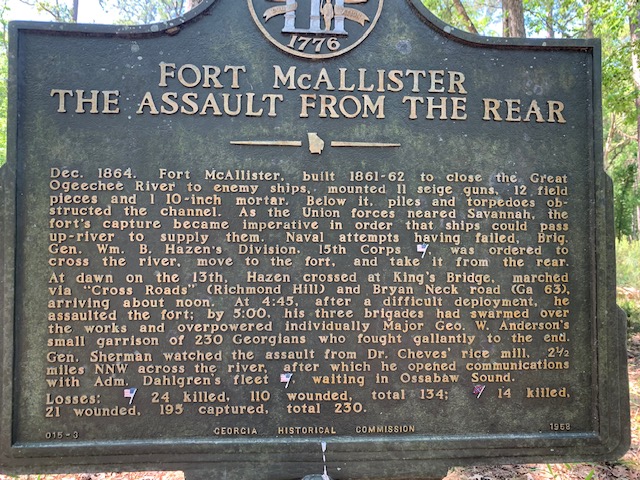 1776
FORT McALLISTER
THE ASSAULT FROM THE REAR
Dec. 1864. Fort McAllister, built 1861-62 to close the Great
Ogeechee River to enemy ships, mounted 11 seige guns, 12 field
pieces and 1 10-inch mortar. Below it, piles and torpedoes ob-
structed the channel. As the Union forces neared Savannah, the
fort's capture became imperative in order that ships could pass
up-river to supply them. Naval attempts having failed, Brig.
Gen. Wm. B. Hazen's Division, 15th Corps was ordered to
cross the river, move to the fort, and take it from the rear.
At dawn on the 13th, Hazen crossed at King's Bridge, marched
via "Cross Roads" (Richmond Hill) and Bryan Neck road (Ga 63),
arriving about noon. At 4:45, after a difficult deployment, he
assaulted the fort; by 5:00, his three brigades had swarmed over
the works and overpowered individually Major Geo. W. Anderson's
small garrison of 230 Georgians who fought gallantly to the end.
Gen. Sherman watched the assault from Dr. Cheves' rice mill, 2½
miles NNW across the river, after which he opened communications
with Adm. Dahlgren's fleet waiting in Ossabaw Sound.
Losses: 24 killed, 110 wounded, total 134; 14 killed,
21 wounded, 195 captured, total 230.
015-3 GEORGIA HISTORICAL COMMISSION 1958